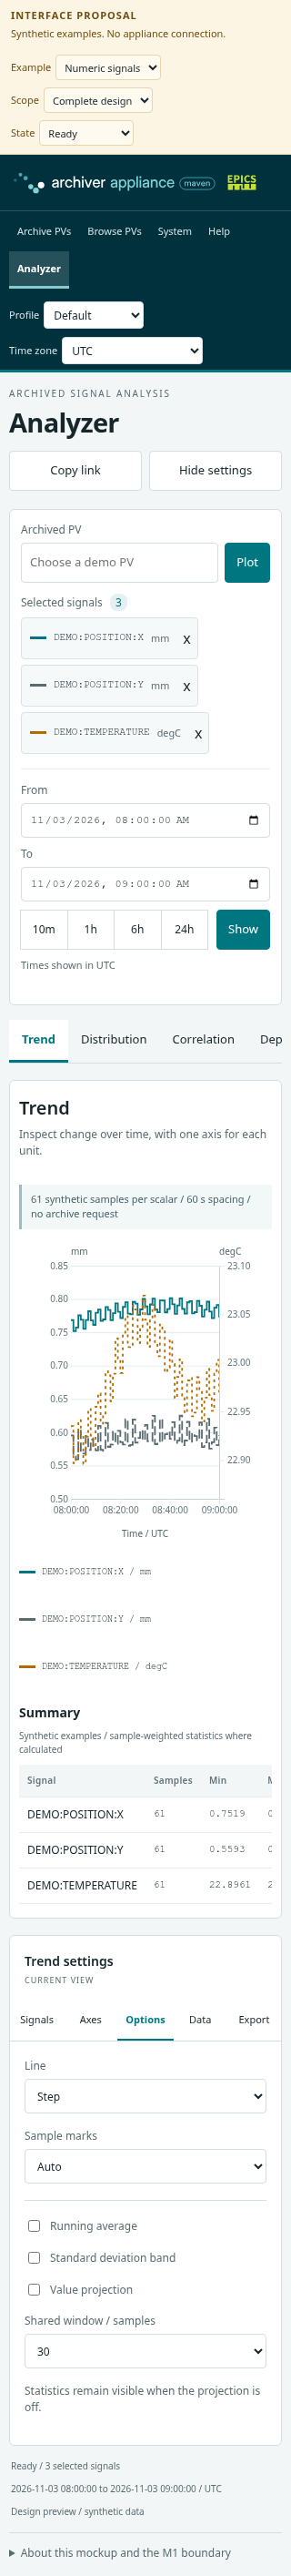 INTERFACE PROPOSAL
Synthetic examples. No appliance connection.
Example Numeric signals
Scope Complete design
State Ready
archiver appliance maven EPICS
Archive PVs Browse PVs System Help
Analyzer
Profile Default
Time zone UTC
ARCHIVED SIGNAL ANALYSIS
Analyzer
Copy link Hide settings
Archived PV
Choose a demo PV Plot
Selected signals 3
DEMO:POSITION:X mm x
DEMO:POSITION:Y mm x
DEMO:TEMPERATURE degC x
From
11/03/2026, 08:00:00 AM
To
11/03/2026, 09:00:00 AM
10m 1h 6h 24h Show
Times shown in UTC
Trend Distribution Correlation Dep
Trend
Inspect change over time, with one axis for each
unit.
61 synthetic samples per scalar / 60 s spacing /
no archive request
mm degC
0.85 23.10
0.80
23.05
0.75
0.70 23.00
0.65
22.95
0.60
0.55 22.90
0.50
08:00:00 08:20:00 08:40:00 09:00:00
Time / UTC
DEMO:POSITION:X / mm
DEMO:POSITION:Y / mm
DEMO:TEMPERATURE / degC
Summary
Synthetic examples / sample-weighted statistics where
calculated
Signal Samples Min
DEMO:POSITION:X 61 0.7519
DEMO:POSITION:Y 61 0.5593
DEMO:TEMPERATURE 61 22.8961
Trend settings
CURRENT VIEW
Signals Axes Options Data Export
Line
Step
Sample marks
Auto
Running average
Standard deviation band
Value projection
Shared window / samples
30
Statistics remain visible when the projection is
off.
Ready / 3 selected signals
2026-11-03 08:00:00 to 2026-11-03 09:00:00 / UTC
Design preview / synthetic data
About this mockup and the M1 boundary